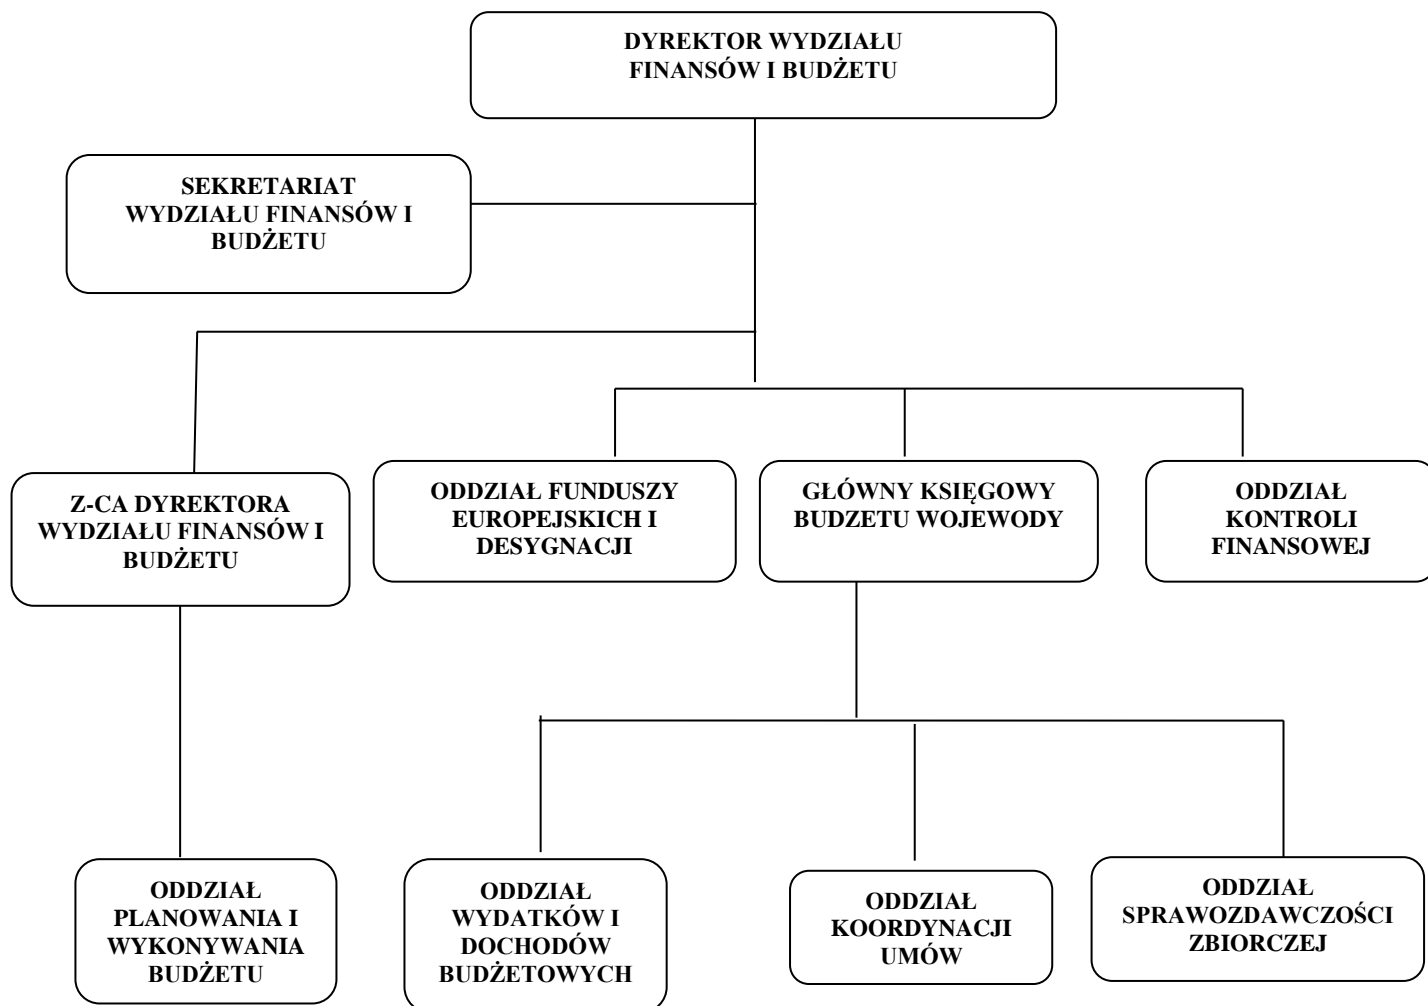 DYREKTOR WYDZIAŁU
FINANSÓW I BUDŻETU
SEKRETARIAT
WYDZIAŁU FINANSÓW I
BUDŻETU
Z-CA DYREKTORA
WYDZIAŁU FINANSÓW I
BUDŻETU
ODDZIAŁ FUNDUSZY
EUROPEJSKICH I
DESYGNACJI
GŁÓWNY KSIĘGOWY
BUDZETU WOJEWODY
ODDZIAŁ
KONTROLI
FINANSOWEJ
ODDZIAŁ
PLANOWANIA I
WYKONYWANIA
BUDŻETU
ODDZIAŁ
WYDATKÓW I
DOCHODÓW
BUDŻETOWYCH
ODDZIAŁ
KOORDYNACJI
UMÓW
ODDZIAŁ
SPRAWOZDAWCZOŚCI
ZBIORCZEJ